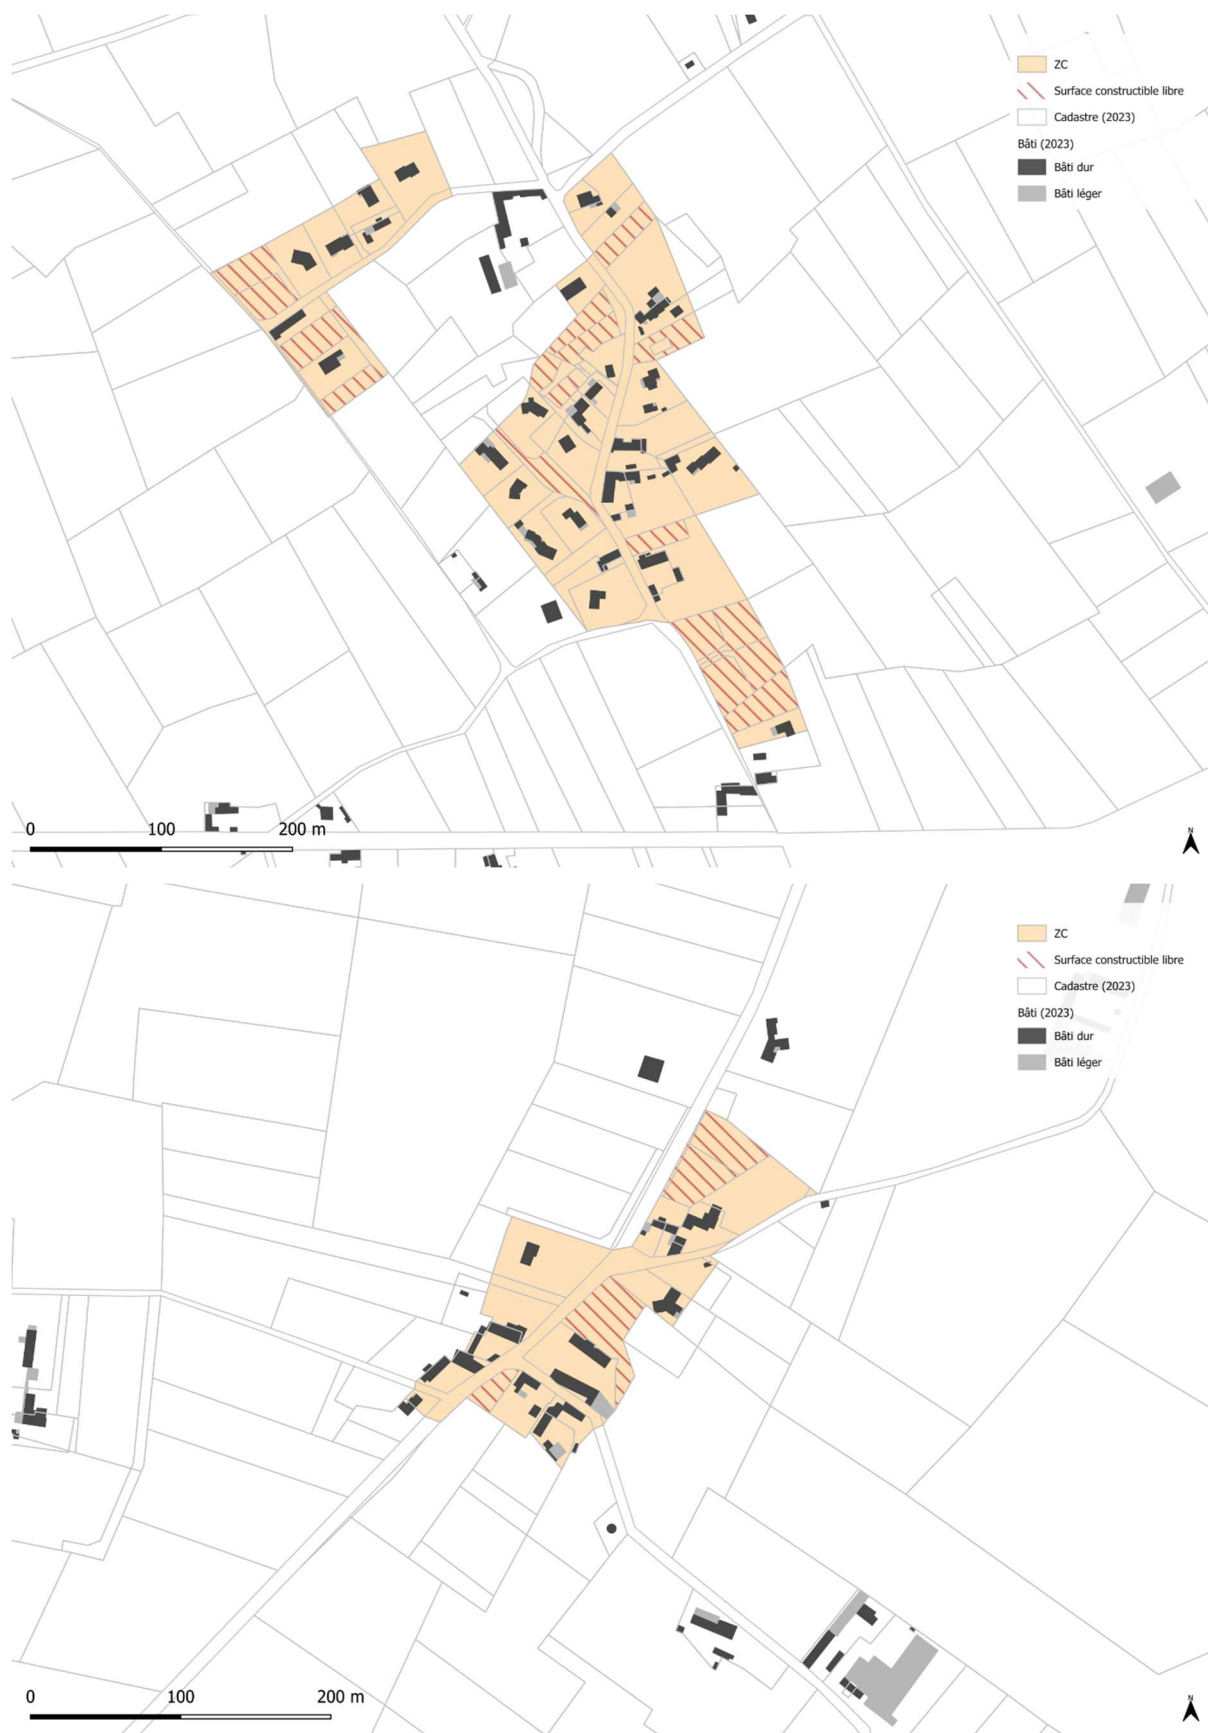 ZC
Surface constructible libre
Cadastre (2023)
Bâti (2023)
Bâti dur
Bâti léger
0 100 200 m
N
ZC
Surface constructible libre
Cadastre (2023)
Bâti (2023)
Bâti dur
Bâti léger
0 100 200 m
N